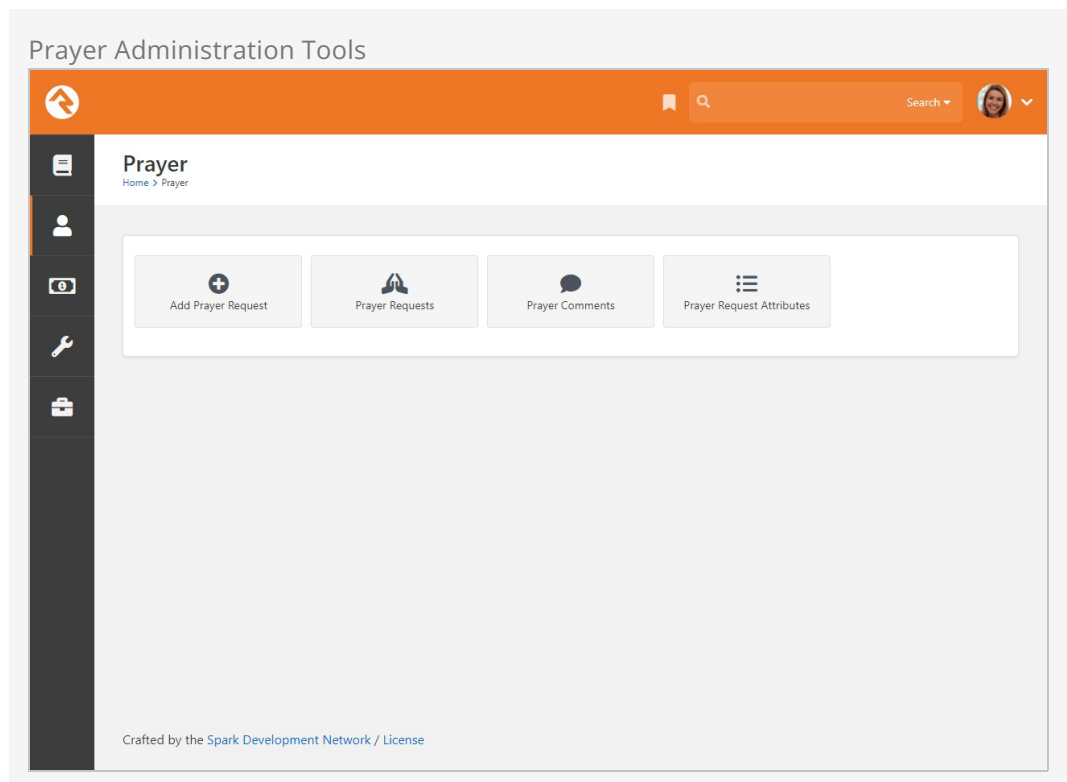 Prayer Administration Tools
Search
Prayer
Home > Prayer
Add Prayer Request
Prayer Requests
Prayer Comments
Prayer Request Attributes
Crafted by the Spark Development Network / License